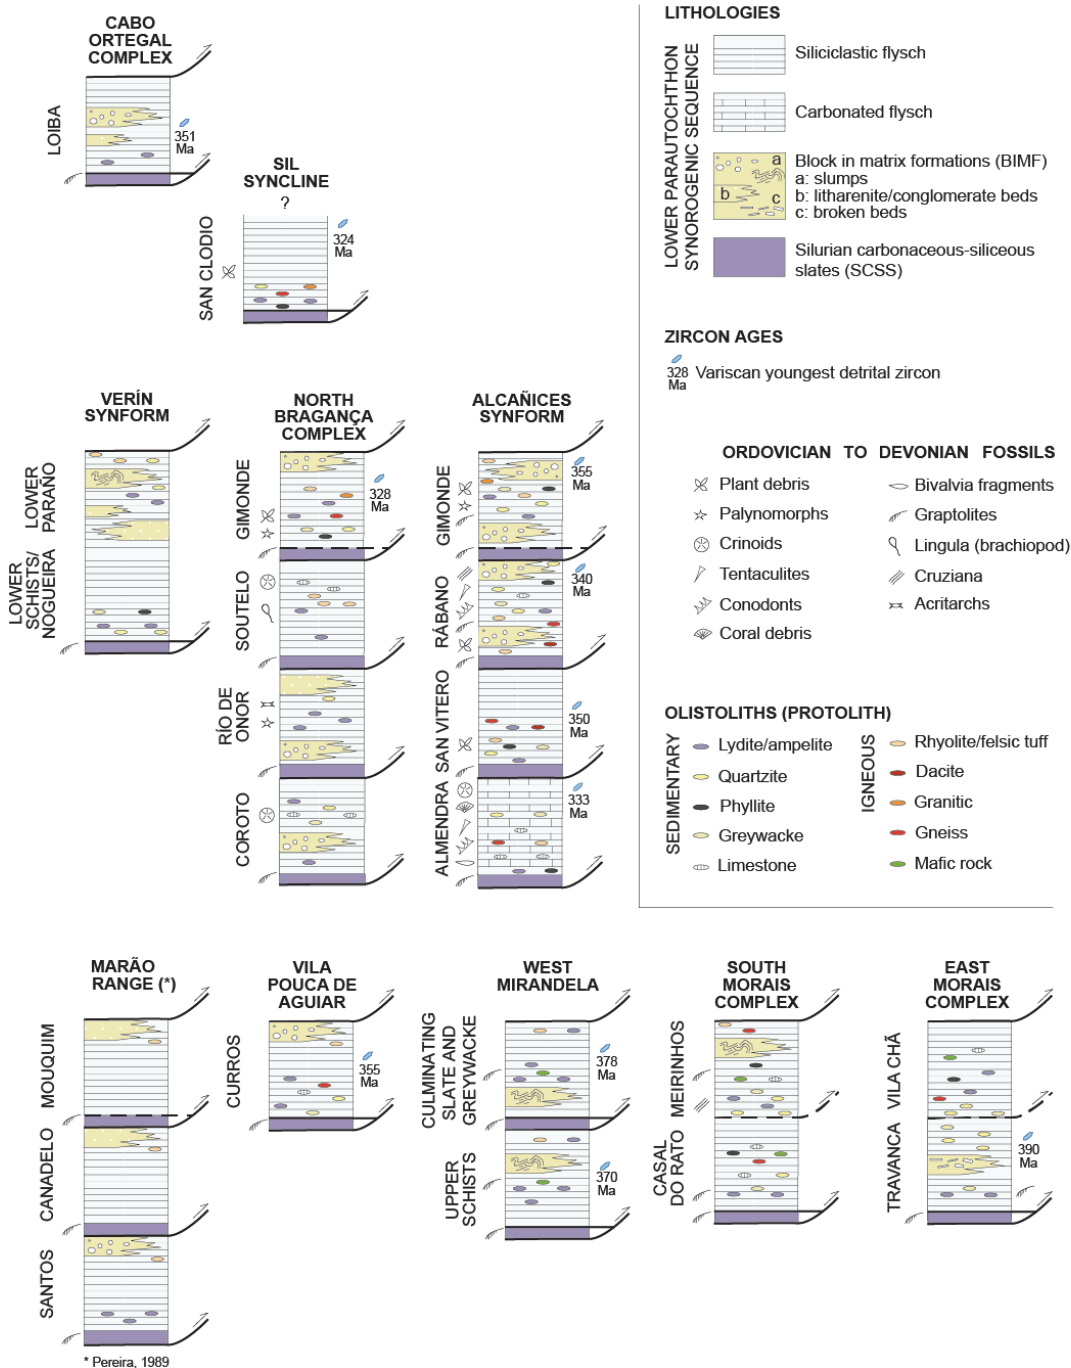 CABO
ORTEGAL
COMPLEX
LOIBA
351
Ma
SIL
SYNCLINE
?
SAN CLODIO
324
Ma
LITHOLOGIES
LOWER PARAUTOCHTHON
SYNOROGENIC SEQUENCE
Siliciclastic flysch
Carbonated flysch
a
b
c
Block in matrix formations (BIMF)
a: slumps
b: litharenite/conglomerate beds
c: broken beds
Silurian carbonaceous-siliceous
slates (SCSS)
ZIRCON AGES
328
Ma
Variscan youngest detrital zircon
ORDOVICIAN TO DEVONIAN FOSSILS
Plant debris
Palynomorphs
Crinoids
Tentaculites
Conodonts
Coral debris
Bivalvia fragments
Graptolites
Lingula (brachiopod)
Cruziana
Acritarchs
OLISTOLITHS (PROTOLITH)
SEDIMENTARY
Lydite/ampelite
Quartzite
Phyllite
Greywacke
Limestone
IGNEOUS
Rhyolite/felsic tuff
Dacite
Granitic
Gneiss
Mafic rock
VERÍN
SYNFORM
LOWER
PARAÑO
LOWER
SCHISTS/
NOGUEIRA
NORTH
BRAGANÇA
COMPLEX
GIMONDE
328
Ma
SOUTELO
RÍO DE
ONOR
COROTO
ALCAÑICES
SYNFORM
GIMONDE
355
Ma
RÁBANO
340
Ma
SAN VITERO
350
Ma
ALMENDRA
333
Ma
MARÃO
RANGE (*)
MOUQUIM
CANADELO
SANTOS
* Pereira, 1989
VILA
POUCA DE
AGUIAR
CURROS
355
Ma
WEST
MIRANDELA
CULMINATING
SLATE AND
GREYWACKE
378
Ma
UPPER
SCHISTS
370
Ma
SOUTH
MORAIS
COMPLEX
MEIRINHOS
CASAL
DO RATO
EAST
MORAIS
COMPLEX
VILA CHÃ
TRAVANCA
390
Ma